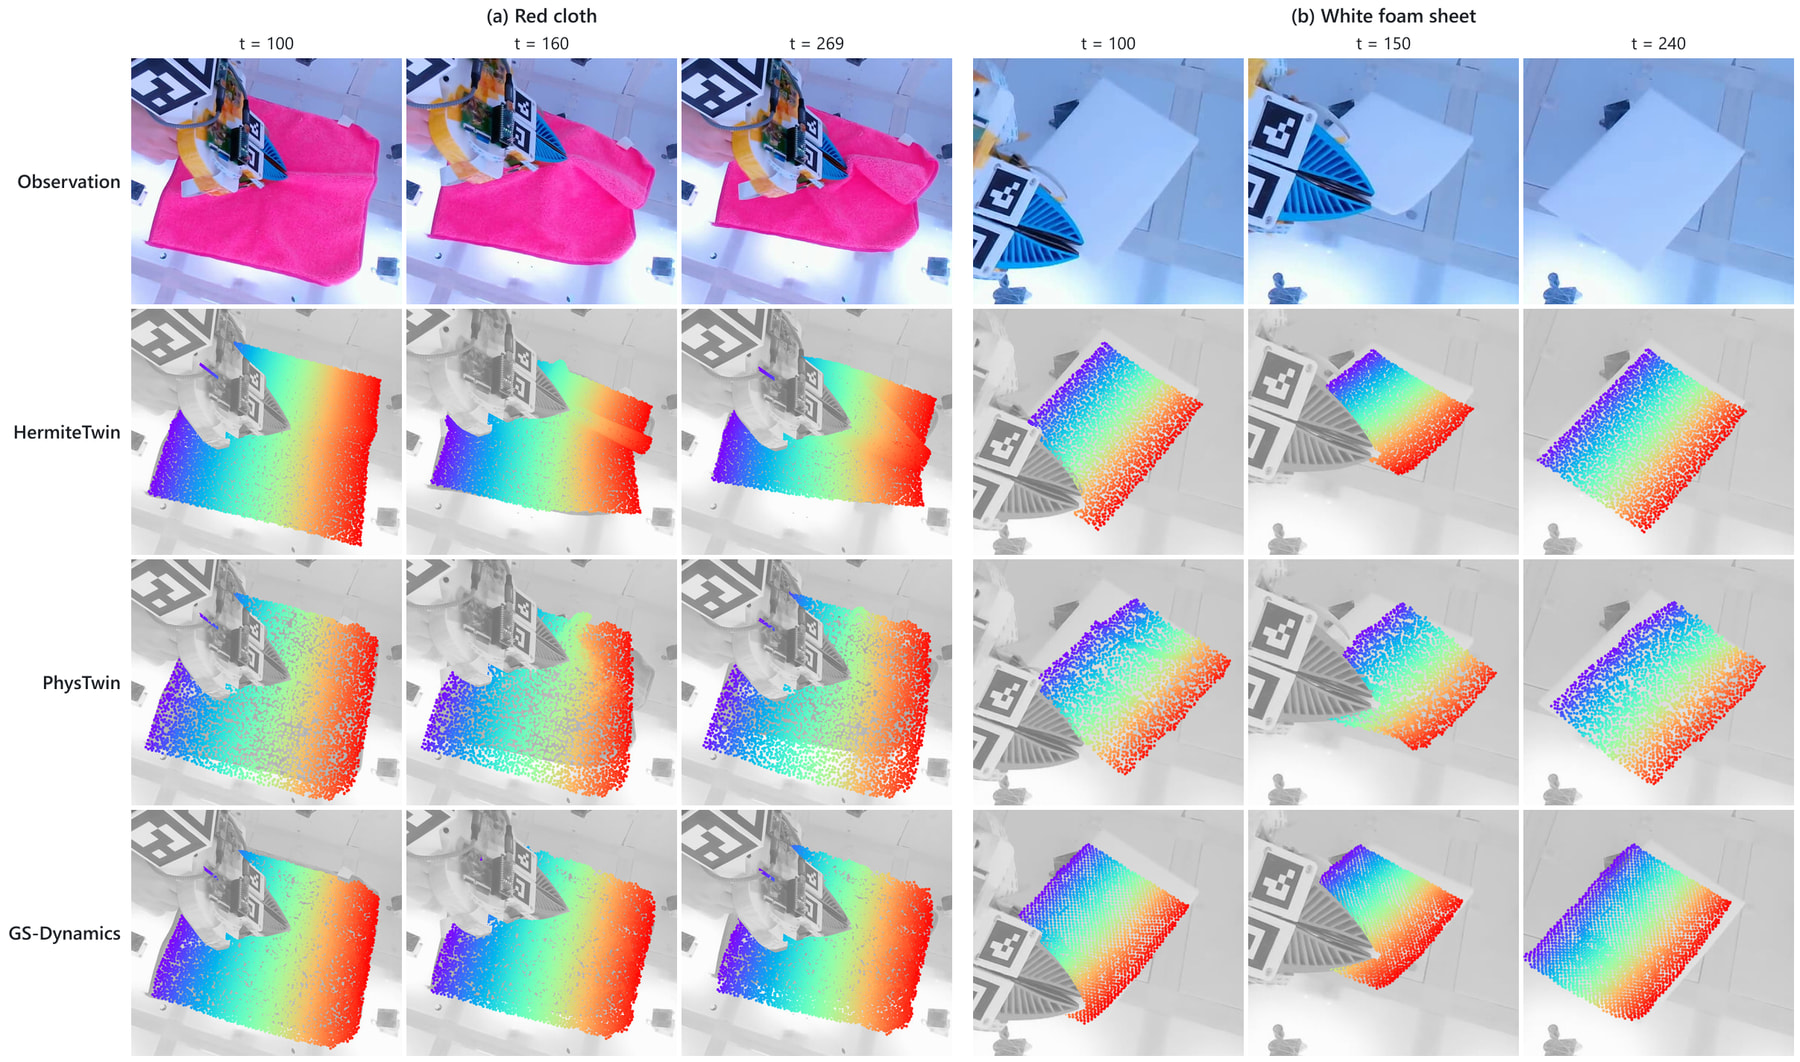 (a) Red cloth
(b) White foam sheet
t = 100
t = 160
t = 269
t = 100
t = 150
t = 240
Observation
HermiteTwin
PhysTwin
GS-Dynamics